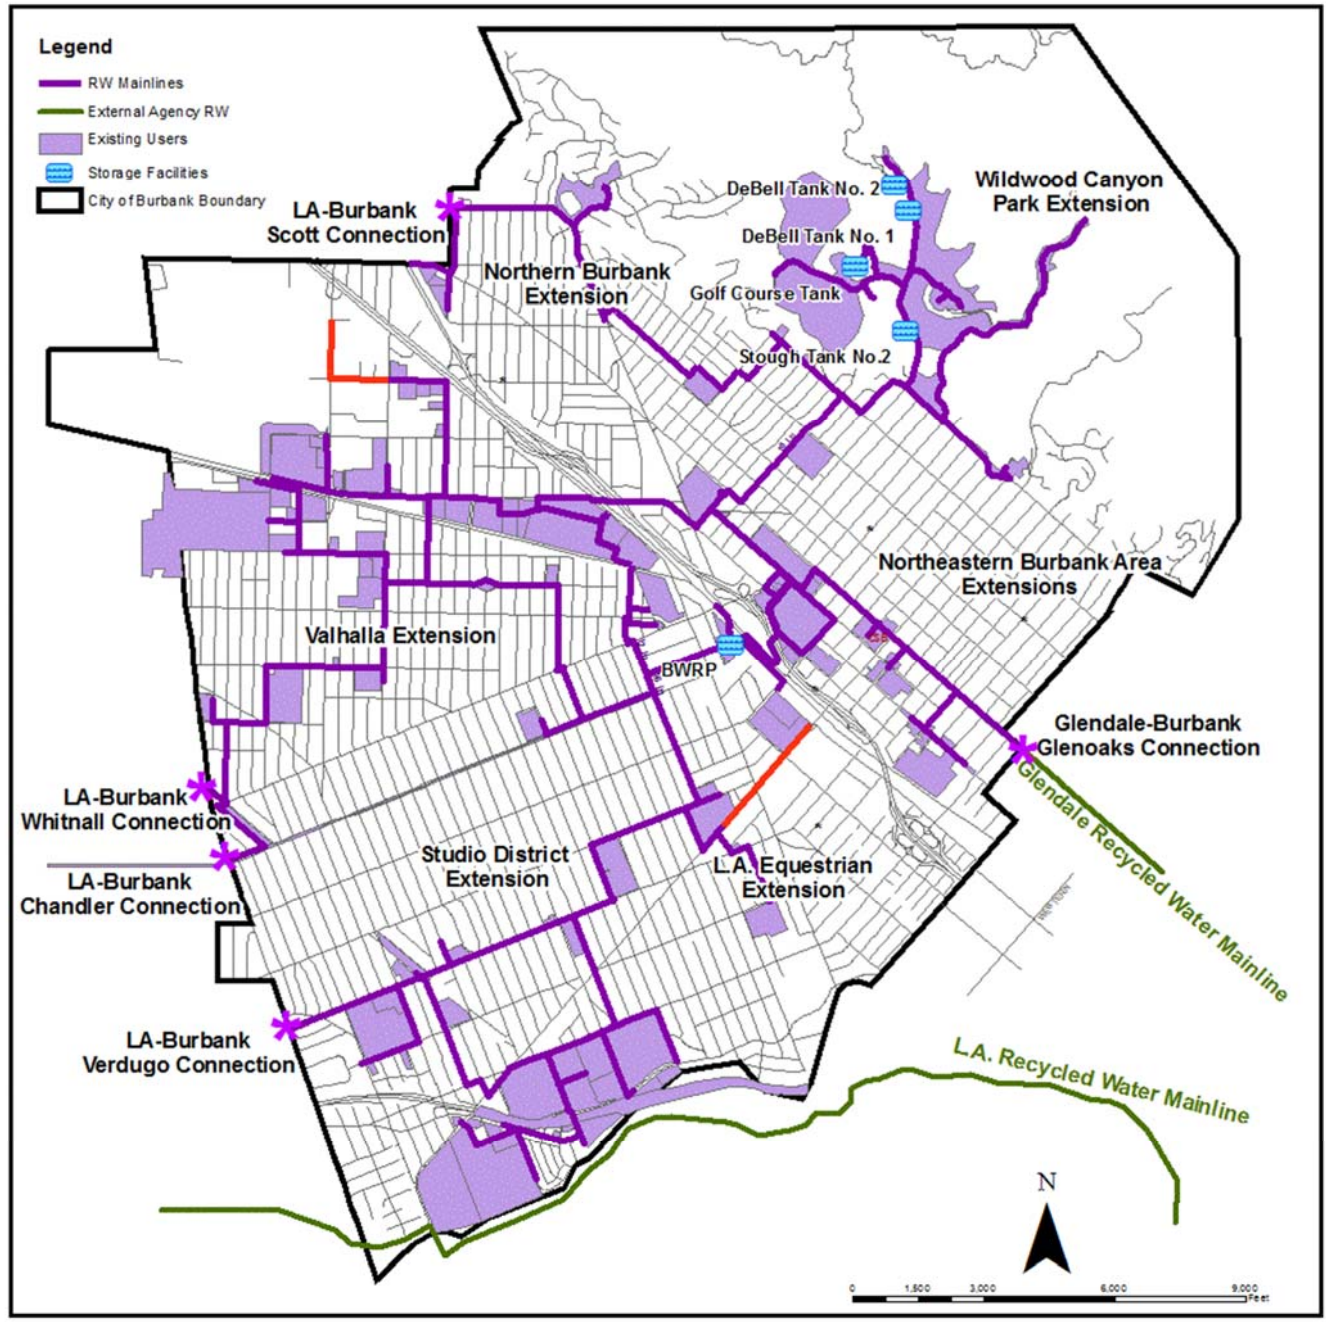 Legend
RW Mainlines
External Agency RW
Existing Users
Storage Facilities
City of Burbank Boundary
LA-Burbank
Scott Connection
Northern Burbank
Extension
DeBell Tank No. 2
DeBell Tank No. 1
Golf Course Tank
Stough Tank No.2
Wildwood Canyon
Park Extension
Northeastern Burbank Area
Extensions
Valhalla Extension
BWRP
Glendale-Burbank
Glenoaks Connection
Glendale Recycled Water Mainline
LA-Burbank
Whitnall Connection
LA-Burbank
Chandler Connection
Studio District
Extension
L.A. Equestrian
Extension
LA-Burbank
Verdugo Connection
L.A. Recycled Water Mainline
N
0 1,500 3,000 6,000 9,000
Feet